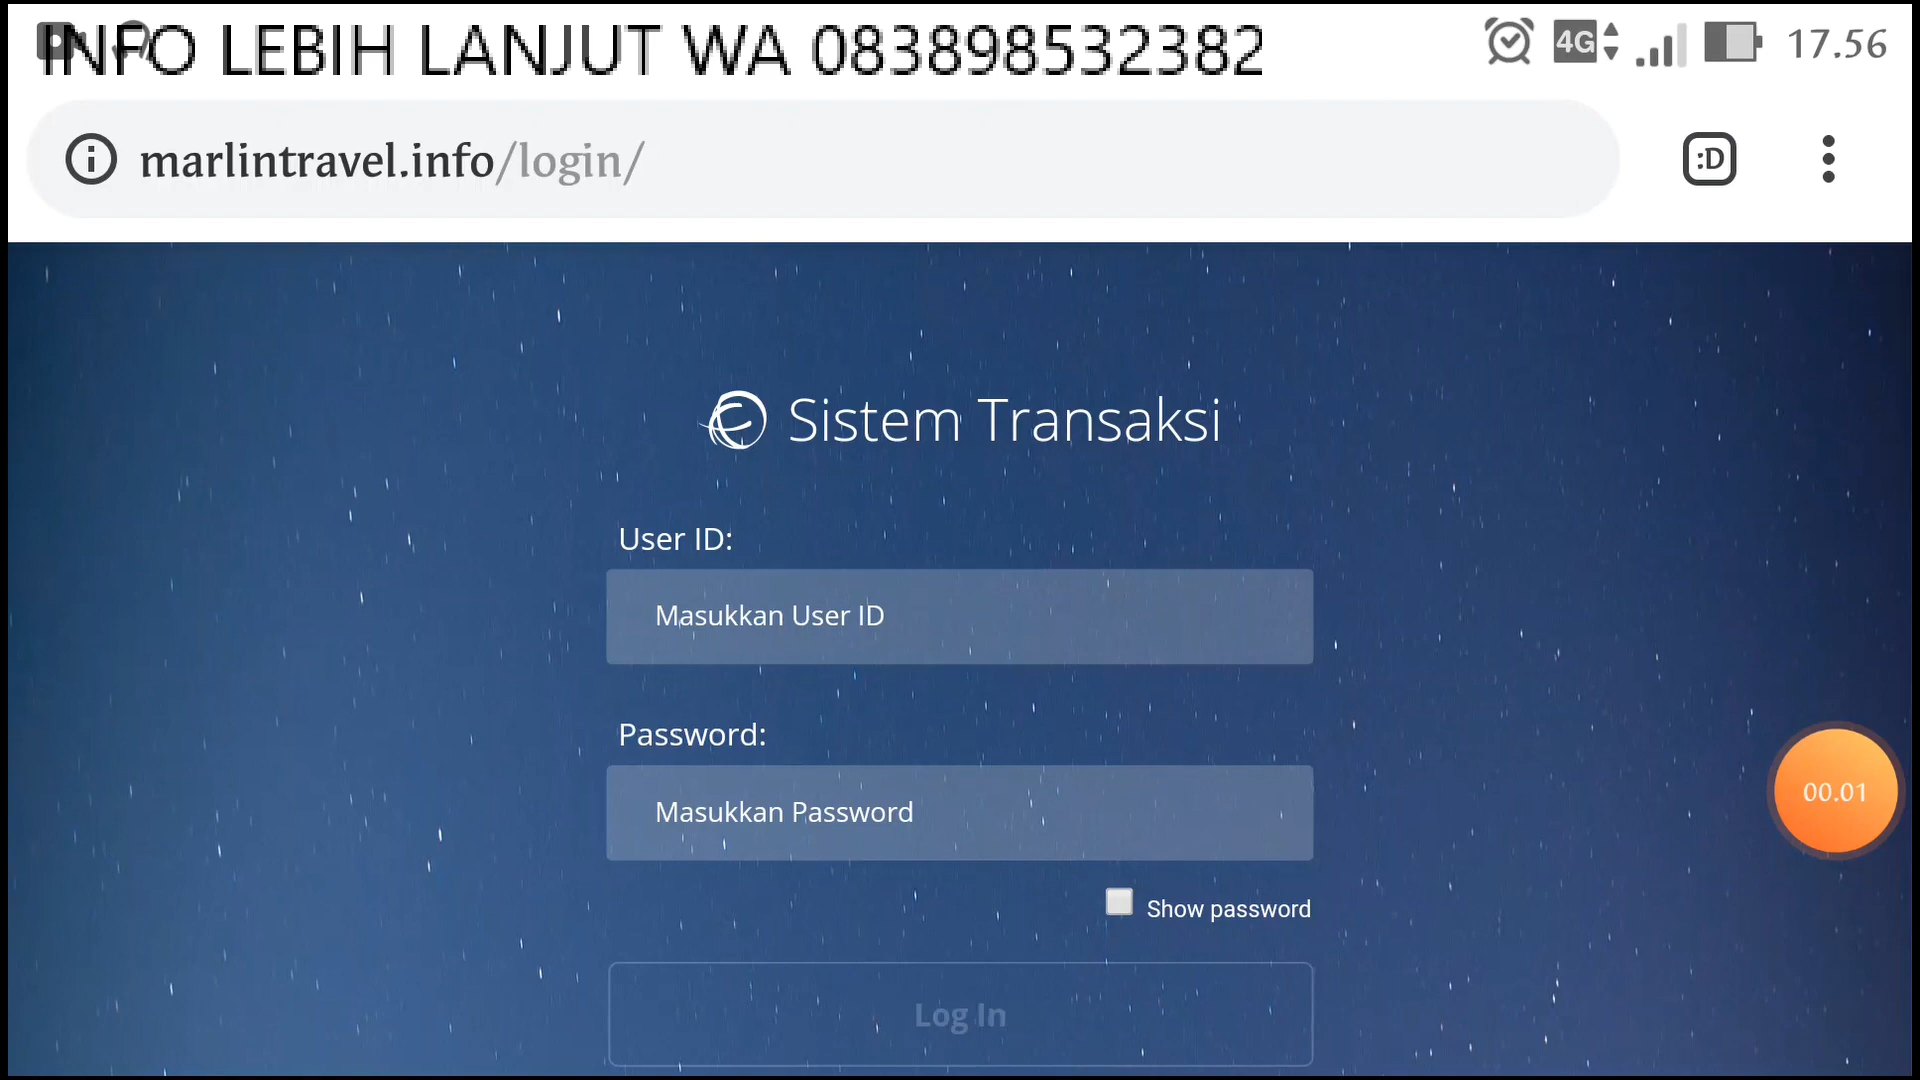 INFO LEBIH LANJUT WA 083898532382
4G 17.56
marlintravel.info/login/
:D
Sistem Transaksi
User ID:
Masukkan User ID
Password:
Masukkan Password
00.01
Show password
Log In